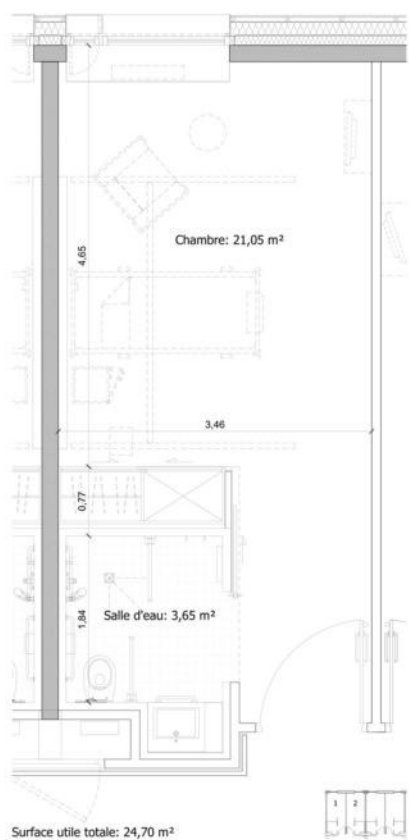 Chambre: 21,05 m²
4,65
3,46
0,77
1,84
Salle d'eau: 3,65 m²
1 2
Surface utile totale: 24,70 m²